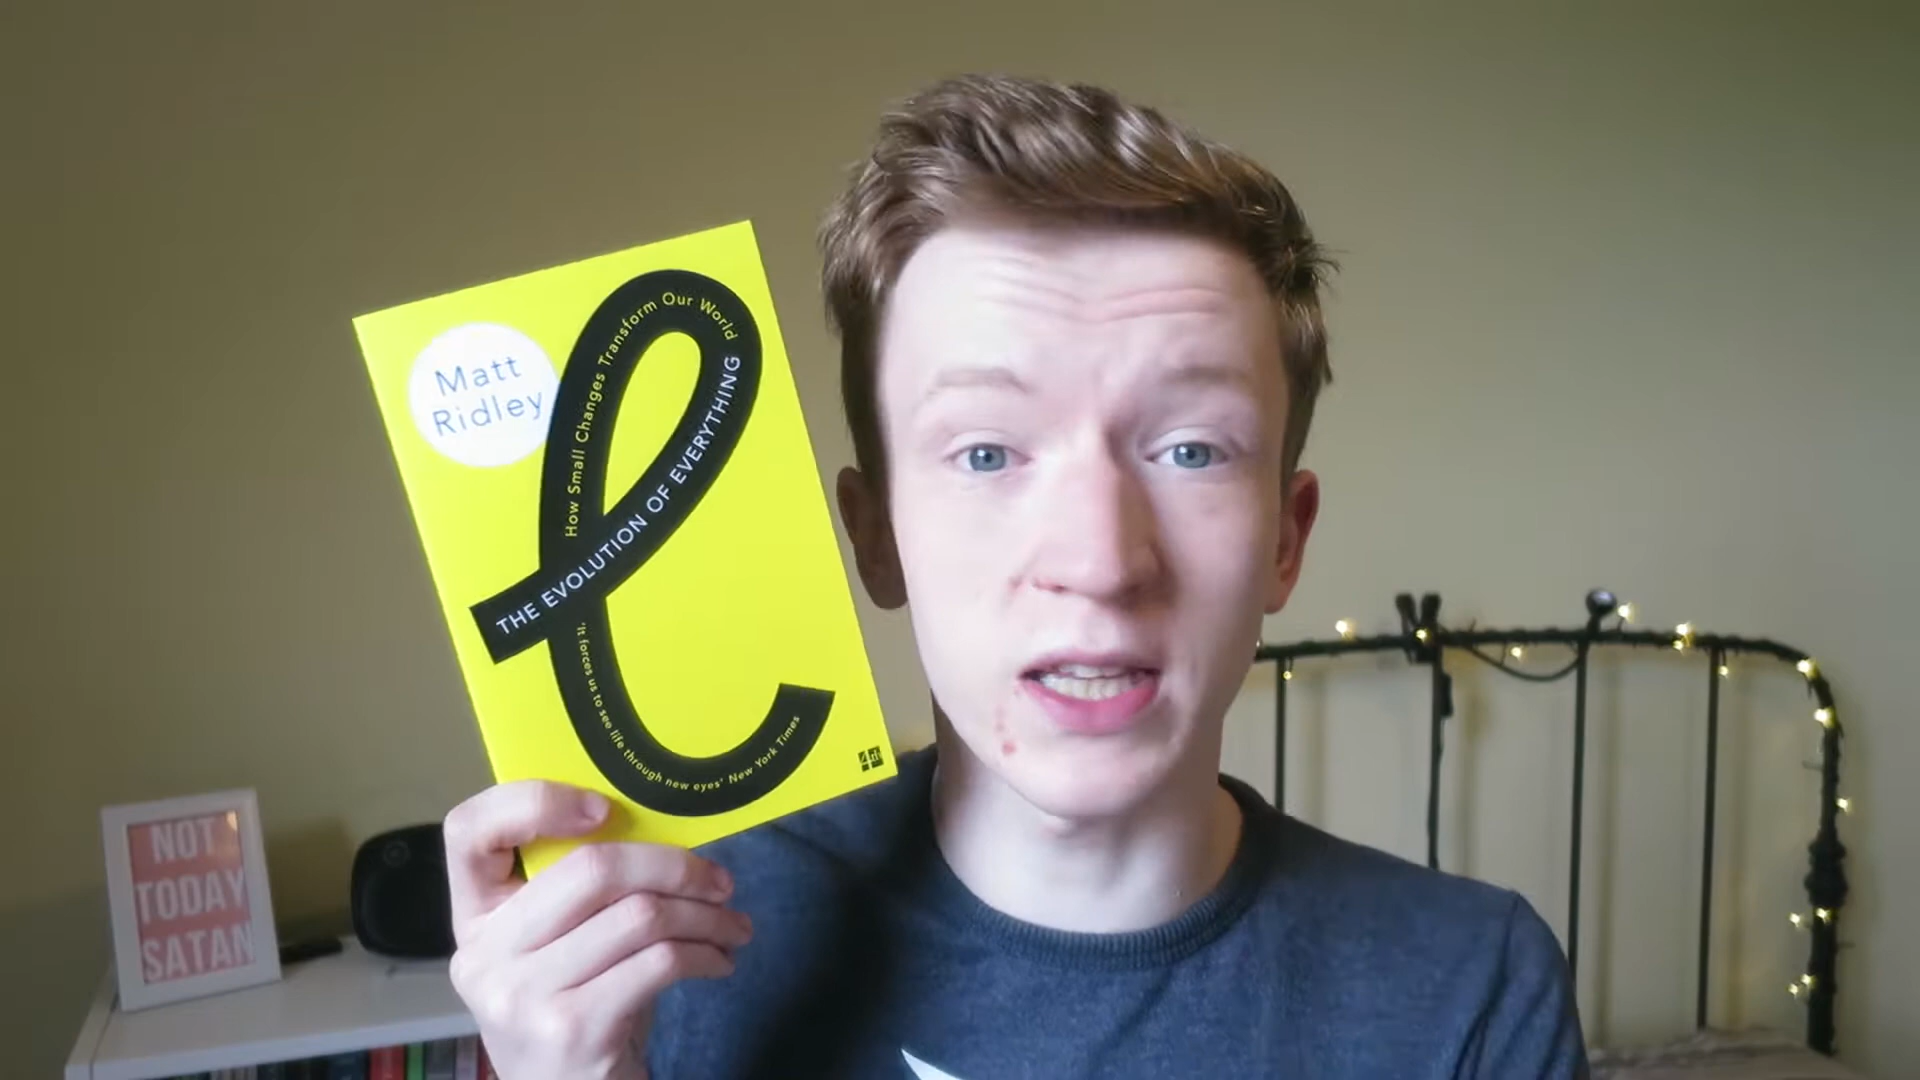 Matt
Ridley
How Small Changes Transform Our World
THE EVOLUTION OF EVERYTHING
It forces us to see life through new eyes' New York Times
4th
NOT
TODAY
SATAN